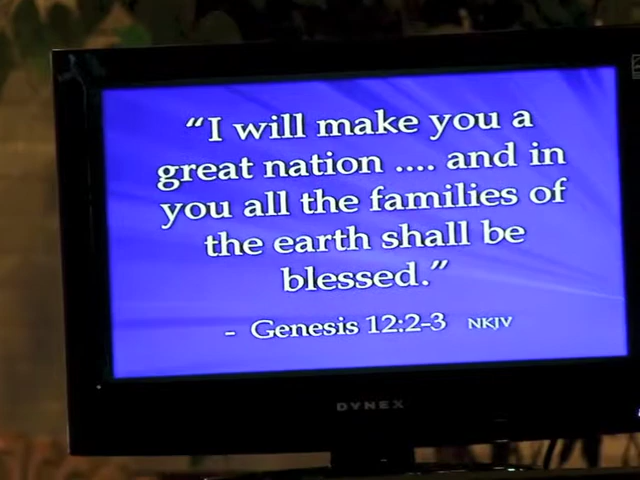 “I will make you a
great nation .... and in
you all the families of
the earth shall be
blessed.”
- Genesis 12:2-3 NKJV
DYNEX